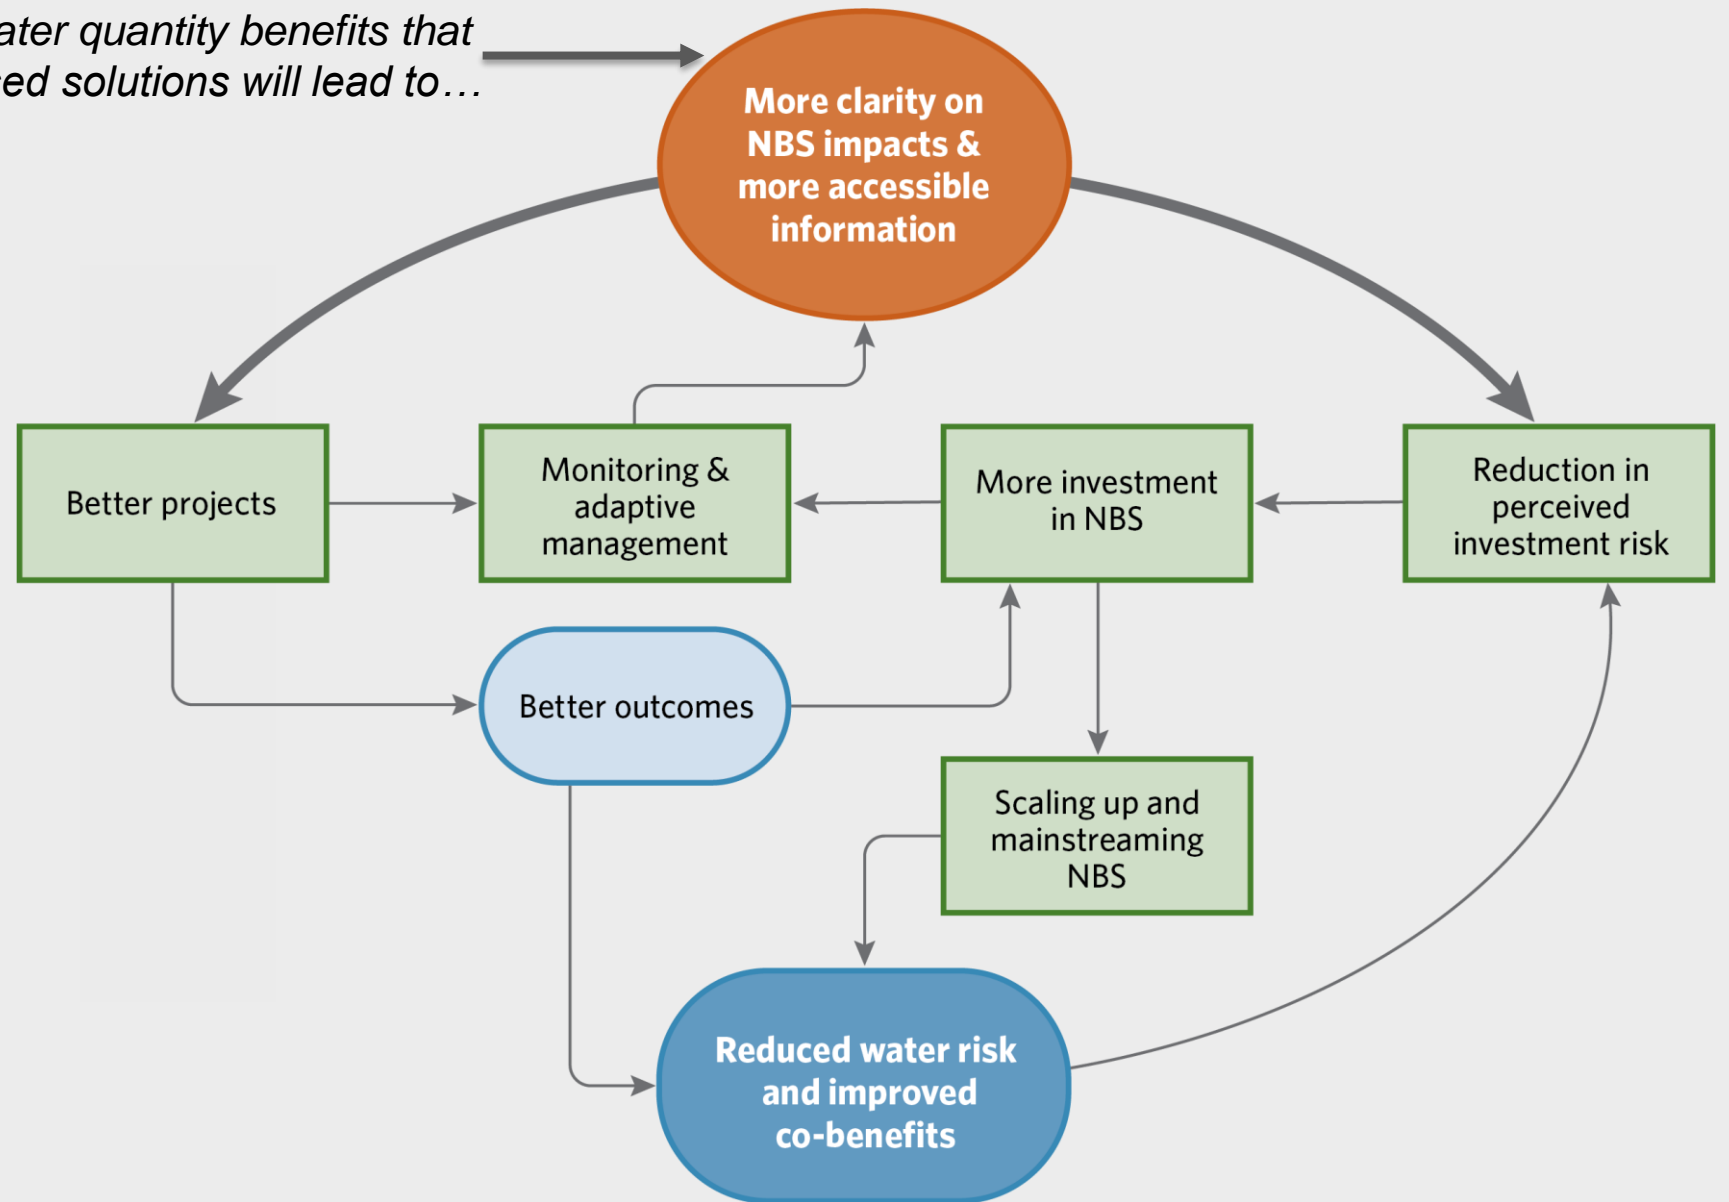 water quantity benefits that
solutions will lead to…
More clarity on
NBS impacts &
more accessible
information
Better projects
Monitoring &
adaptive
management
More investment
in NBS
Reduction in
perceived
investment risk
Better outcomes
Scaling up and
mainstreaming
NBS
Reduced water risk
and improved
co-benefits